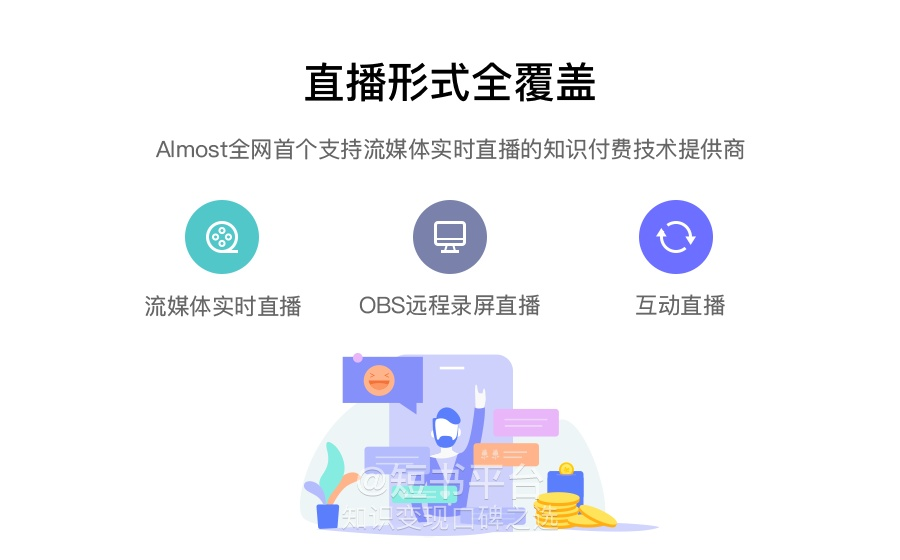 直播形式全覆盖
Almost全网首个支持流媒体实时直播的知识付费技术提供商
流媒体实时直播
OBS远程录屏直播
互动直播
@短书平台
知识变现口碑之选